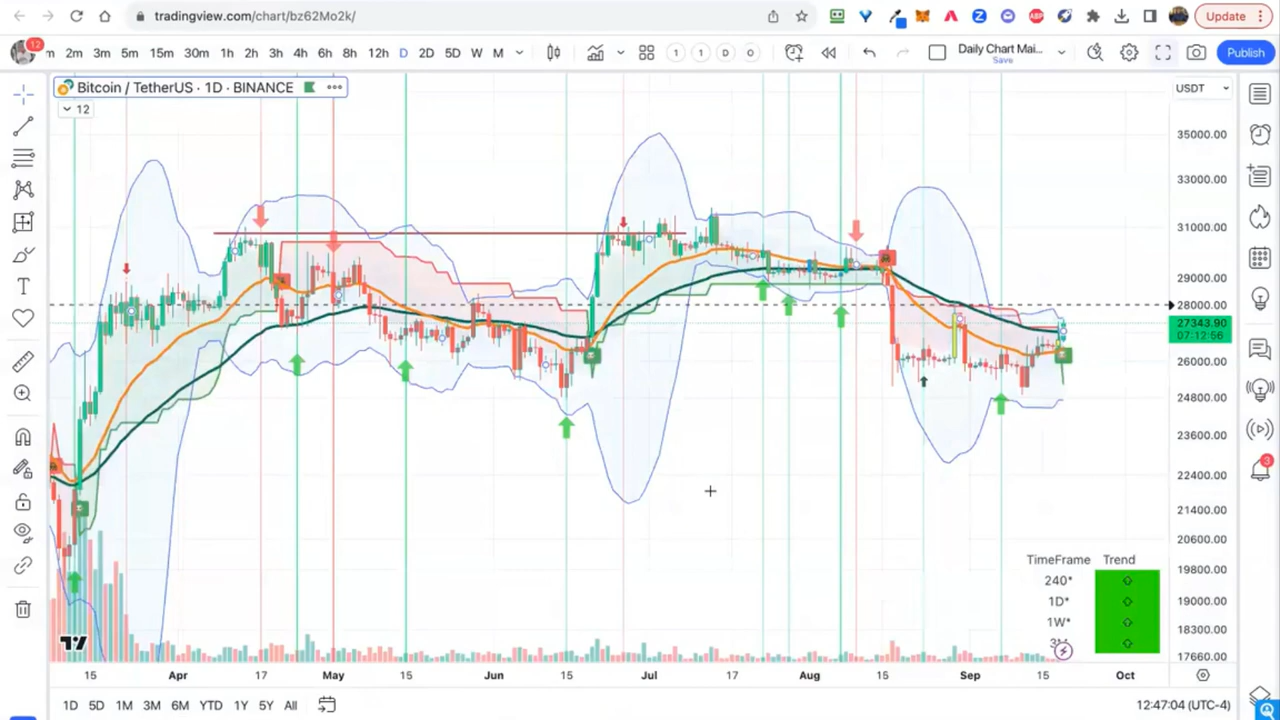 tradingview.com/chart/bz62Mo2k/
ABP
Update
12
m 2m 3m 5m 15m 30m 1h 2h 3h 4h 6h 8h 12h D 2D 5D W M
1 1 D O
Daily Chart Mai...
Save
Publish
Bitcoin / TetherUS · 1D · BINANCE
USDT
12
35000.00
33000.00
31000.00
29000.00
28000.00
27343.90
07:12:56
26000.00
24800.00
23600.00
22400.00
21400.00
20600.00
19800.00
19000.00
18300.00
17660.00
3
TimeFrame Trend
240*
1D*
1W*
15 Apr 17 May 15 Jun 15 Jul 17 Aug 15 Sep 15 Oct
1D 5D 1M 3M 6M YTD 1Y 5Y All
12:47:04 (UTC-4)